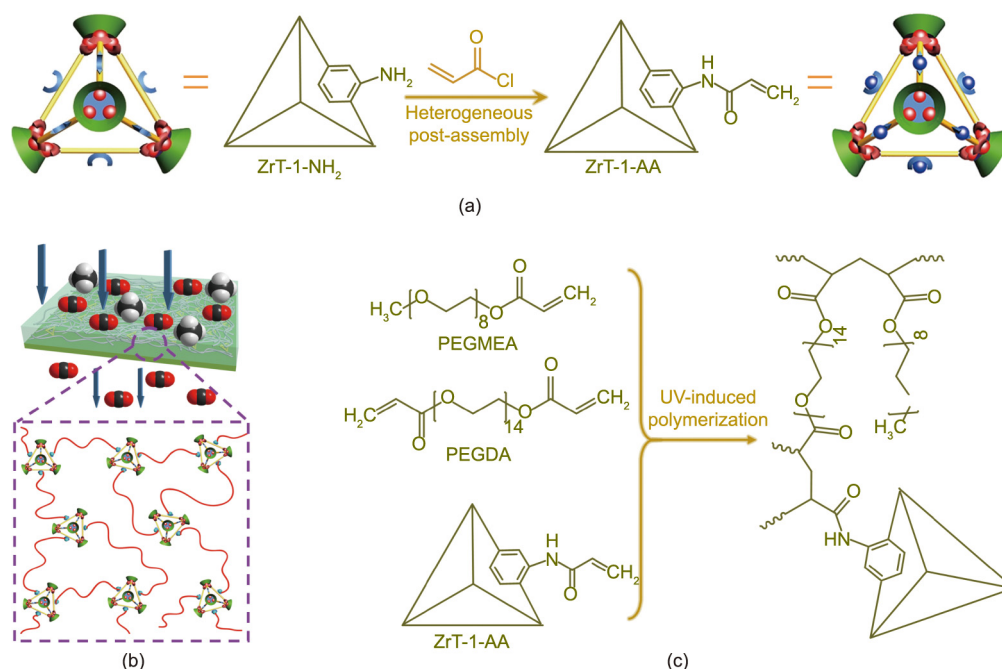 NH₂
O
Cl
Heterogeneous
post-assembly
ZrT-1-NH₂
H
N
O
CH₂
ZrT-1-AA
(a)
H₃C
O
8
O
O
CH₂
PEGMEA
H₂C
O
O
14
O
O
CH₂
PEGDA
H
N
O
CH₂
ZrT-1-AA
UV-induced
polymerization
O
O
O
O
14
8
O
O
H₃C
O
HN
(b)
(c)